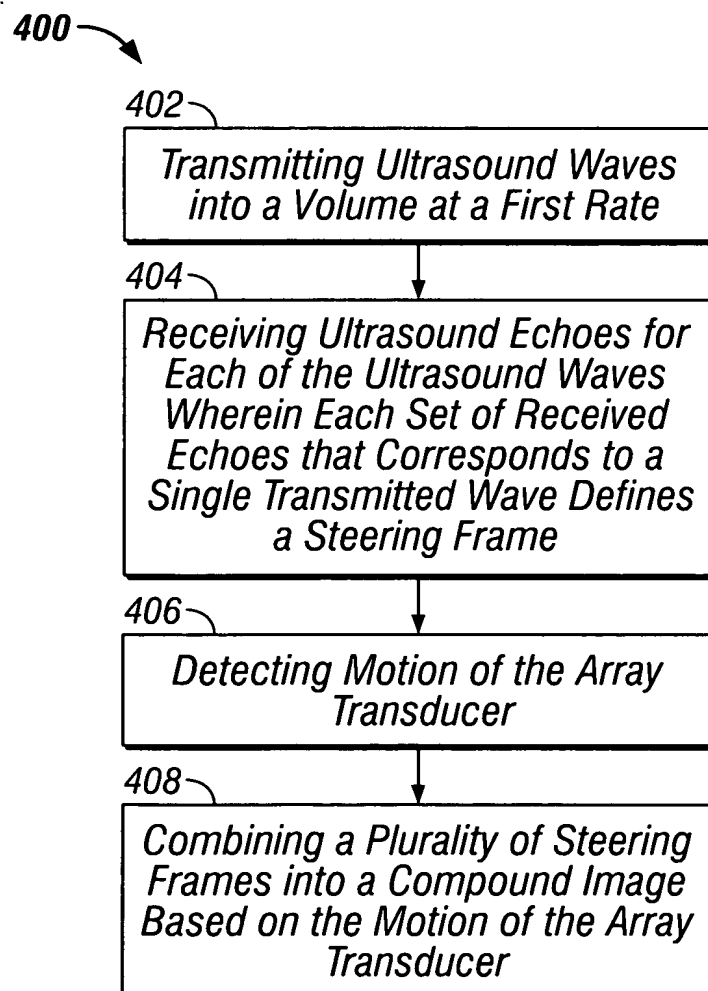 400
402
Transmitting Ultrasound Waves
into a Volume at a First Rate
404
Receiving Ultrasound Echoes for
Each of the Ultrasound Waves
Wherein Each Set of Received
Echoes that Corresponds to a
Single Transmitted Wave Defines
a Steering Frame
406
Detecting Motion of the Array
Transducer
408
Combining a Plurality of Steering
Frames into a Compound Image
Based on the Motion of the Array
Transducer